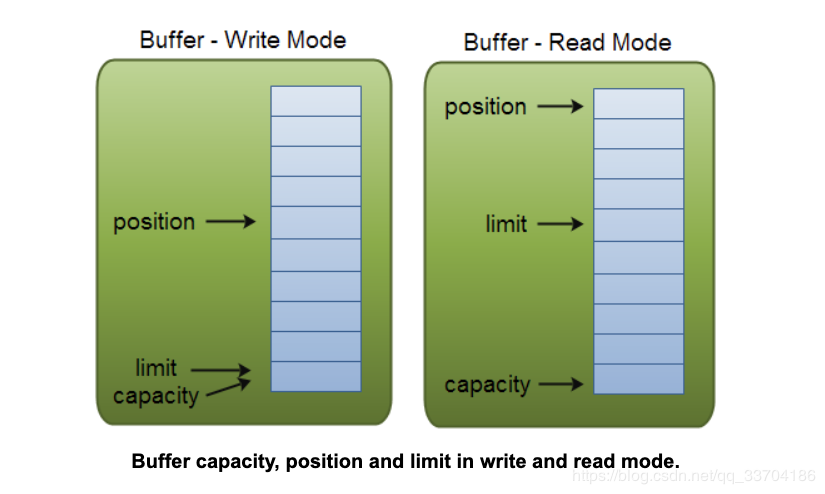 Buffer - Write Mode
position
limit
capacity
Buffer - Read Mode
position
limit
capacity
Buffer capacity, position and limit in write and read mode.
https://blog.csdn.net/qq_33704186